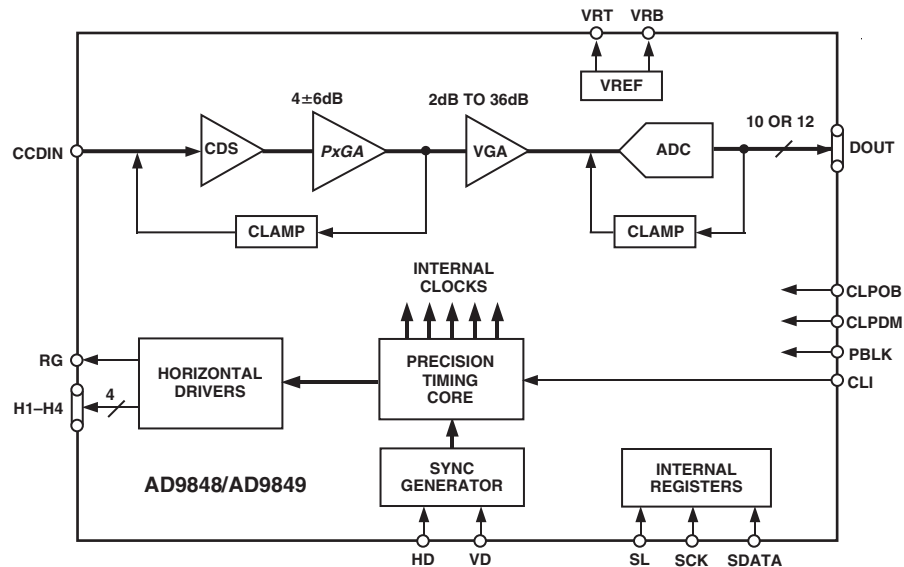 VRT VRB
VREF
4±6dB
2dB TO 36dB
10 OR 12
CCDIN
CDS
PxGA
VGA
ADC
DOUT
CLAMP
CLAMP
INTERNAL
CLOCKS
CLPOB
CLPDM
PBLK
CLI
RG
H1–H4
4
HORIZONTAL
DRIVERS
PRECISION
TIMING
CORE
AD9848/AD9849
SYNC
GENERATOR
INTERNAL
REGISTERS
HD VD
SL SCK SDATA